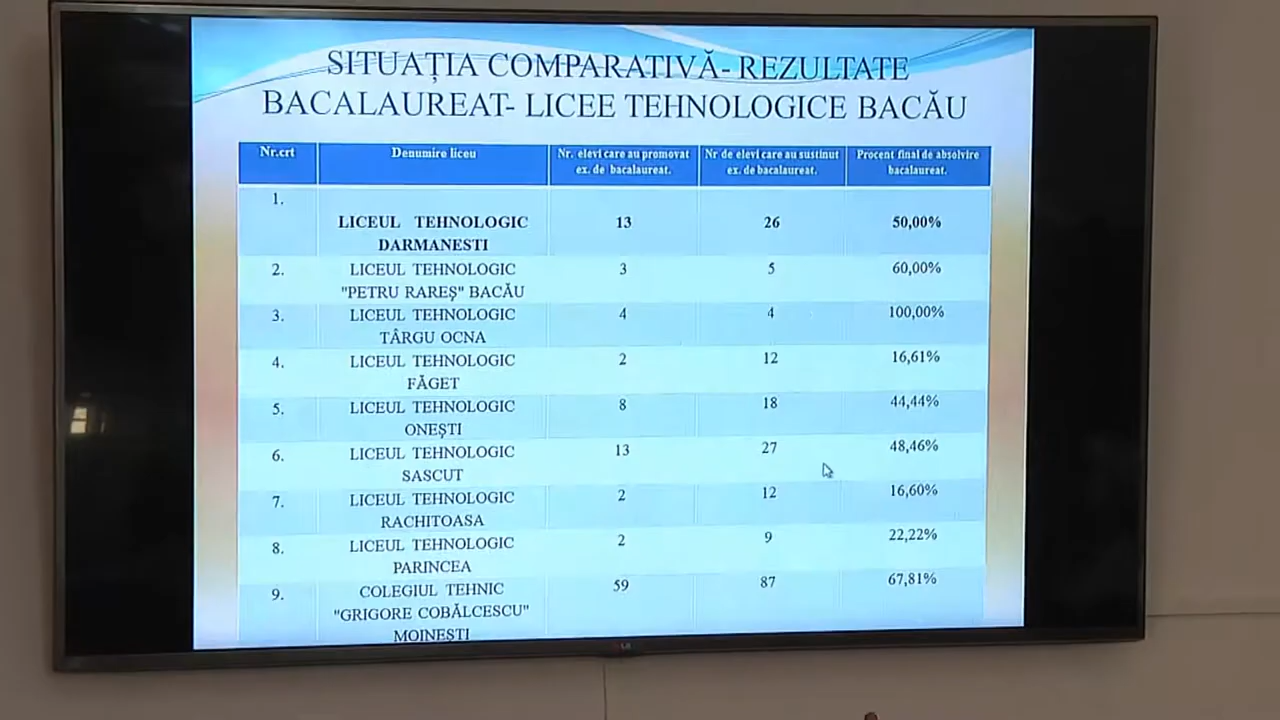 SITUAȚIA COMPARATIVĂ- REZULTATE
BACALAUREAT- LICEE TEHNOLOGICE BACĂU
Nr.crt Denumire liceu Nr. elevi care au promovat ex. de bacalaureat. Nr de elevi care au sustinut ex. de bacalaureat. Procent final de absolvire bacalaureat.
1. LICEUL TEHNOLOGIC DARMANESTI 13 26 50,00%
2. LICEUL TEHNOLOGIC "PETRU RAREŞ" BACĂU 3 5 60,00%
3. LICEUL TEHNOLOGIC TÂRGU OCNA 4 4 100,00%
4. LICEUL TEHNOLOGIC FĂGET 2 12 16,61%
5. LICEUL TEHNOLOGIC ONEŞTI 8 18 44,44%
6. LICEUL TEHNOLOGIC SASCUT 13 27 48,46%
7. LICEUL TEHNOLOGIC RACHITOASA 2 12 16,60%
8. LICEUL TEHNOLOGIC PARINCEA 2 9 22,22%
9. COLEGIUL TEHNIC "GRIGORE COBĂLCESCU" MOINEŞTI 59 87 67,81%
LG